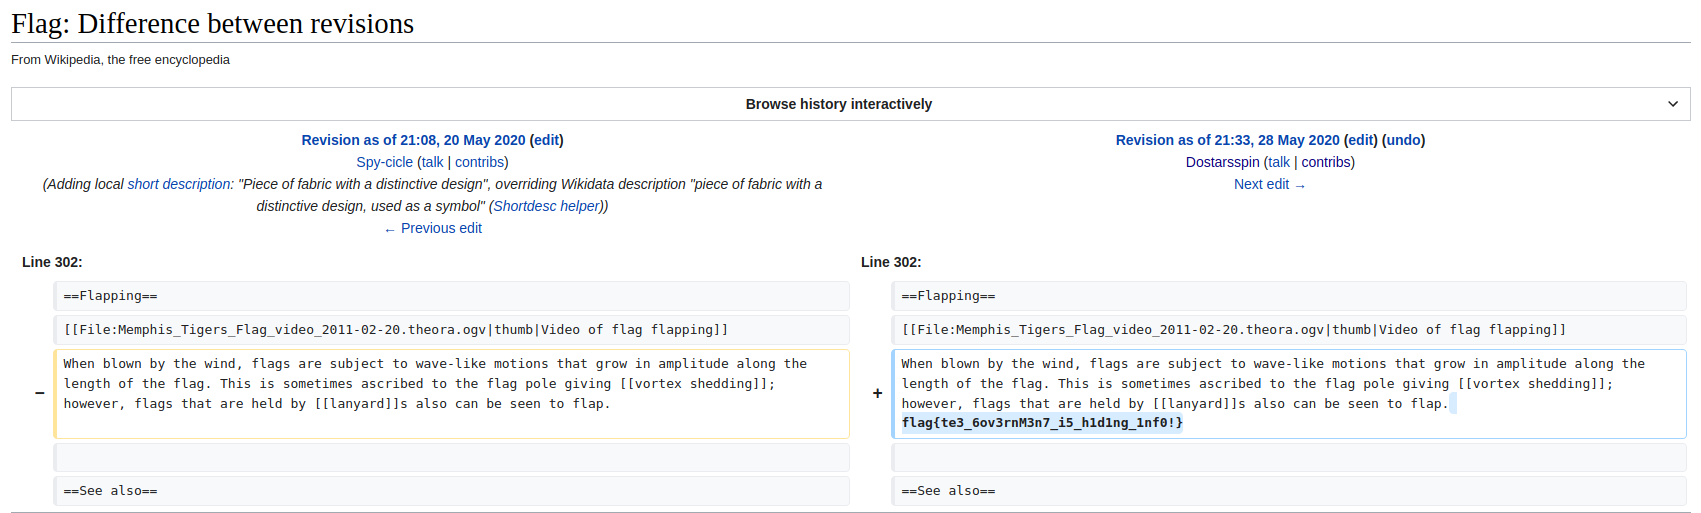 Flag: Difference between revisions
From Wikipedia, the free encyclopedia
Browse history interactively
Revision as of 21:08, 20 May 2020 (edit)
Spy-cicle (talk | contribs)
(Adding local short description: "Piece of fabric with a distinctive design", overriding Wikidata description "piece of fabric with a
distinctive design, used as a symbol" (Shortdesc helper))
← Previous edit
Revision as of 21:33, 28 May 2020 (edit) (undo)
Dostarsspin (talk | contribs)
Next edit →
Line 302:
Line 302:
==Flapping==
==Flapping==
[[File:Memphis_Tigers_Flag_video_2011-02-20.theora.ogv|thumb|Video of flag flapping]]
[[File:Memphis_Tigers_Flag_video_2011-02-20.theora.ogv|thumb|Video of flag flapping]]
−
When blown by the wind, flags are subject to wave-like motions that grow in amplitude along the
length of the flag. This is sometimes ascribed to the flag pole giving [[vortex shedding]];
however, flags that are held by [[lanyard]]s also can be seen to flap.
+
When blown by the wind, flags are subject to wave-like motions that grow in amplitude along the
length of the flag. This is sometimes ascribed to the flag pole giving [[vortex shedding]];
however, flags that are held by [[lanyard]]s also can be seen to flap.
flag{te3_6ov3rnM3n7_i5_h1d1ng_1nf0!}
==See also==
==See also==